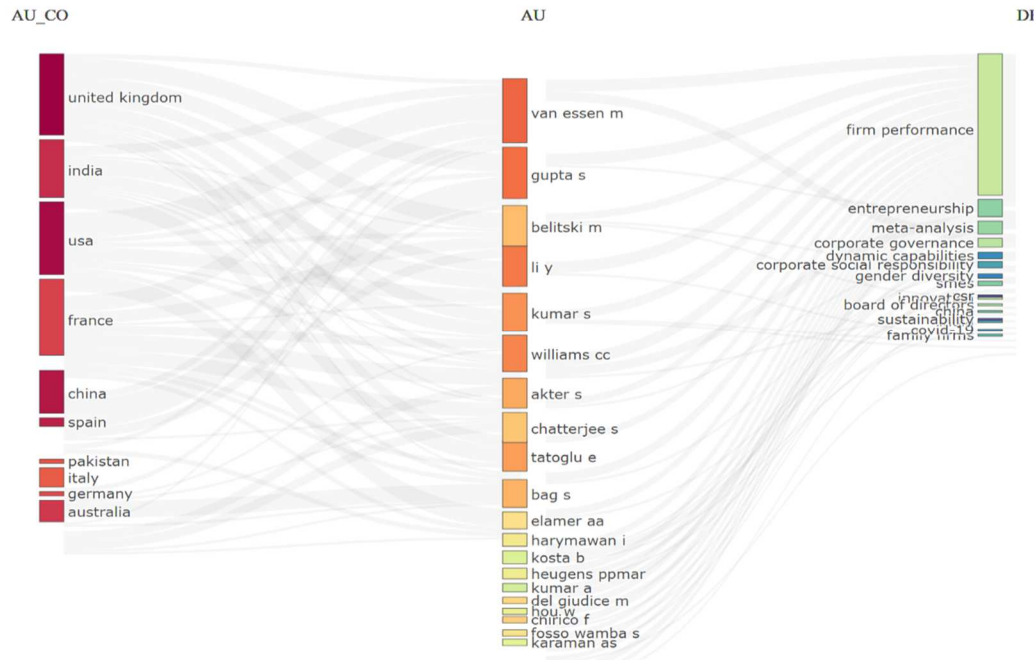 AU_CO
AU
DE
united kingdom
india
usa
france
china
spain
pakistan
italy
germany
australia
van essen m
gupta s
belitski m
li y
kumar s
williams cc
akter s
chatterjee s
tatoglu e
bag s
elamer aa
harymawan i
kosta b
heugens ppmar
kumar a
del giudice m
hou w
chirico f
fosso wamba s
karaman as
firm performance
entrepreneurship
meta-analysis
corporate governance
dynamic capabilities
corporate social responsibility
gender diversity
smes
csr
innovation
board of directors
china
sustainability
covid-19
family firms